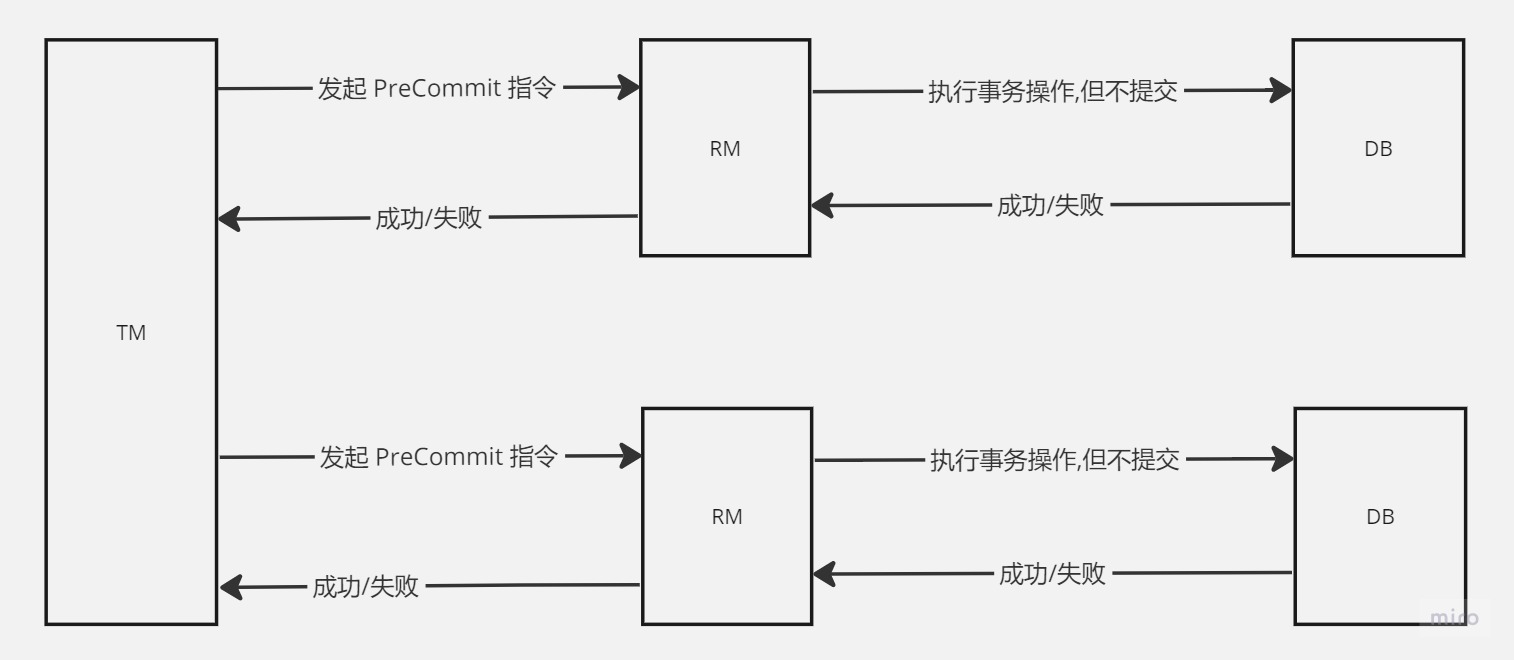 发起 PreCommit 指令
执行事务操作,但不提交
RM
DB
成功/失败
成功/失败
TM
发起 PreCommit 指令
执行事务操作,但不提交
RM
DB
成功/失败
成功/失败
miro